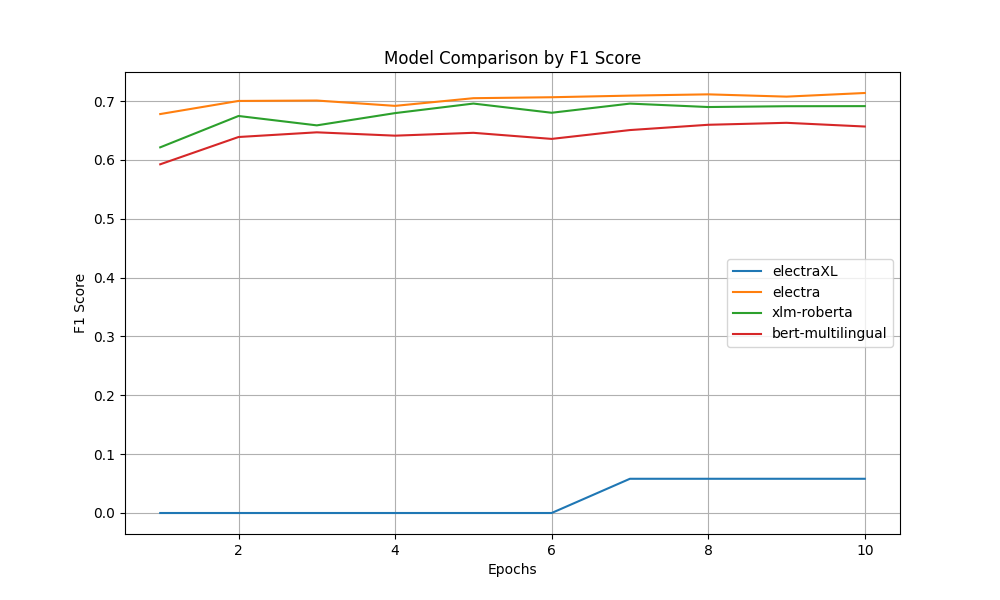 Model Comparison by F1 Score
F1 Score
0.7
0.6
0.5
0.4
0.3
0.2
0.1
0.0
electraXL
electra
xlm-roberta
bert-multilingual
2
4
6
8
10
Epochs